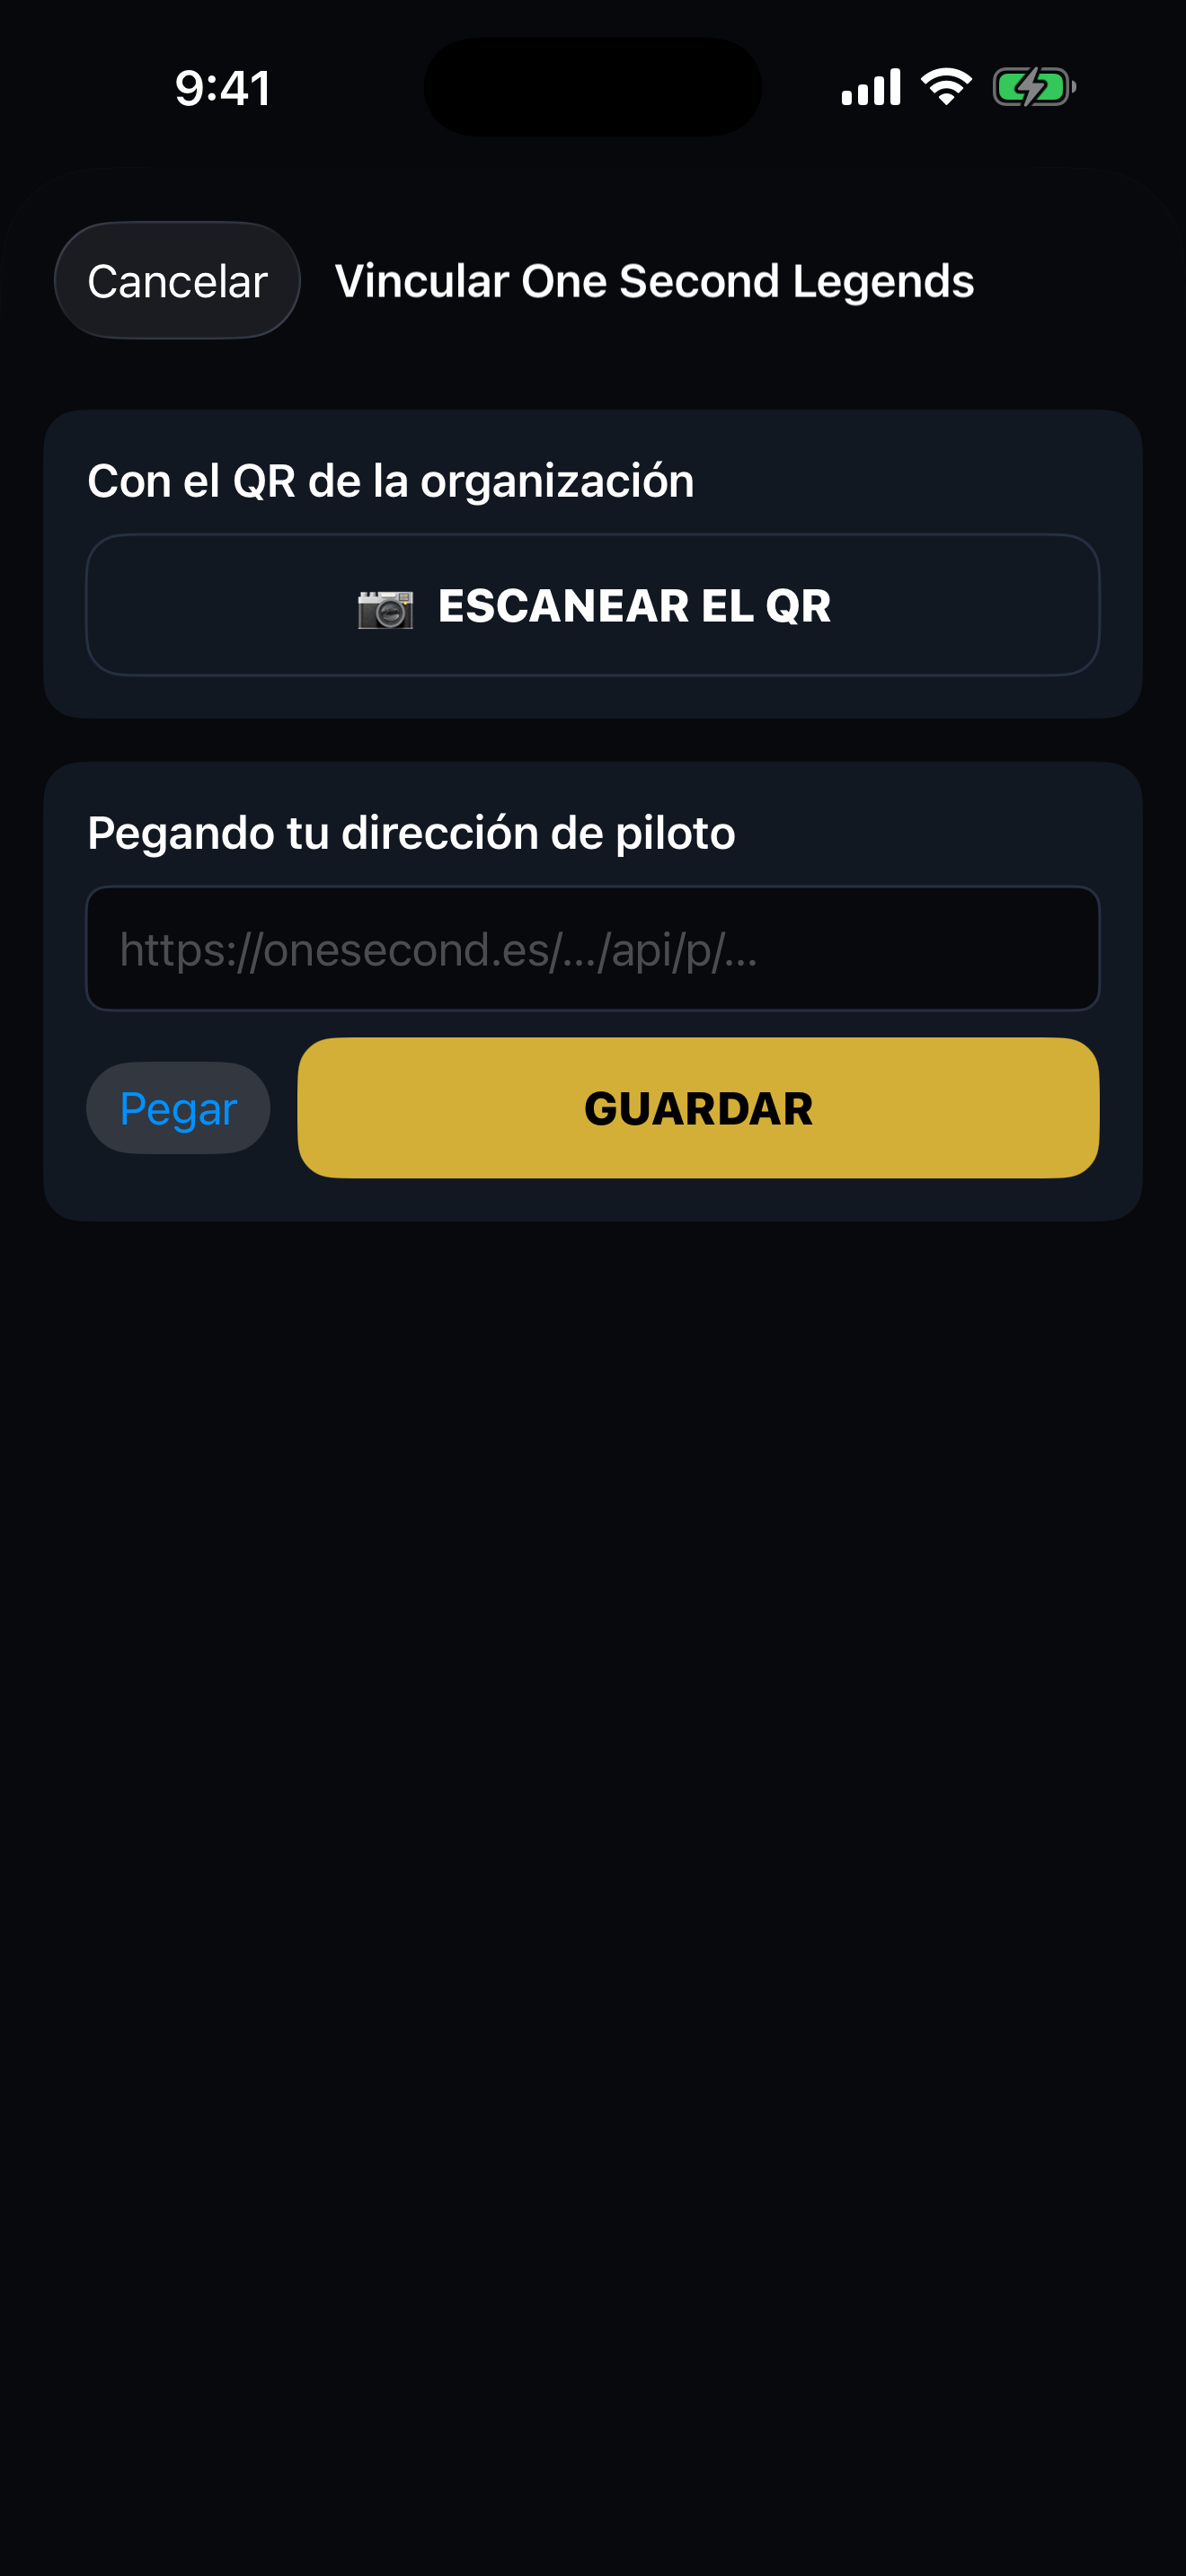 9:41
Cancelar
Vincular One Second Legends
Con el QR de la organización
ESCANEAR EL QR
Pegando tu dirección de piloto
https://onesecond.es/.../api/p/...
Pegar
GUARDAR